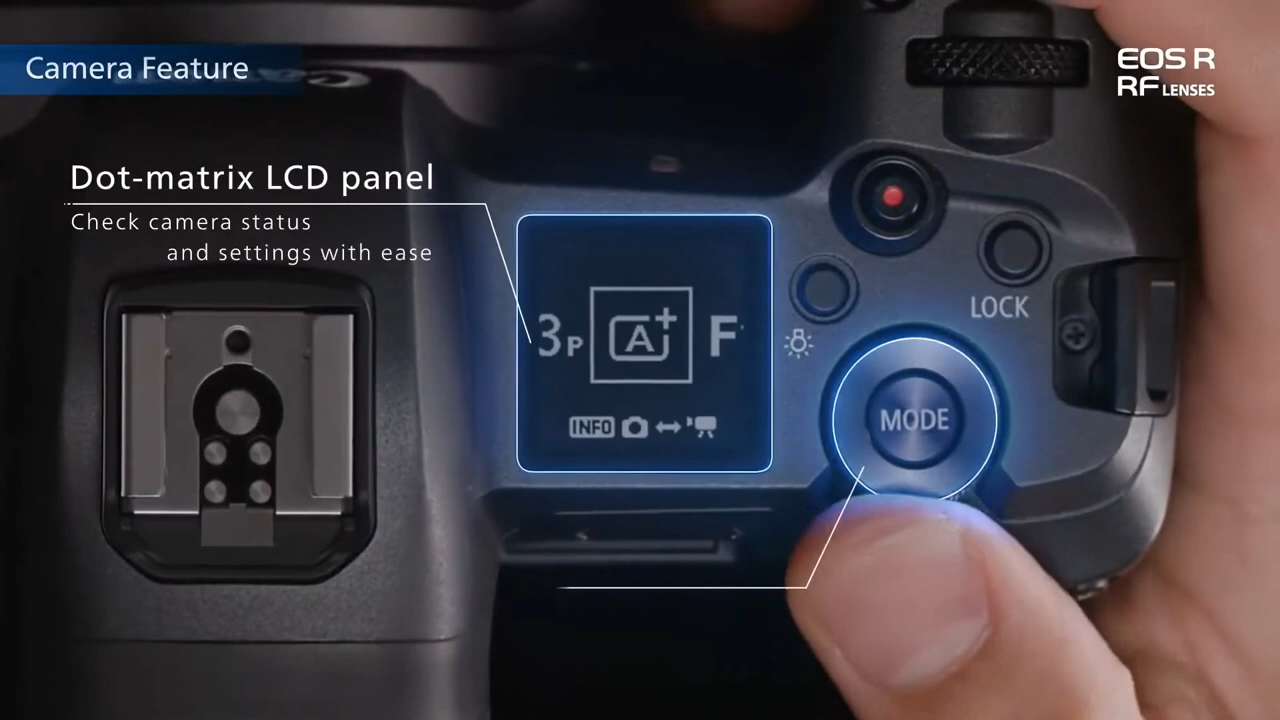 Camera Feature
EOS R
RF LENSES
Dot-matrix LCD panel
Check camera status
and settings with ease
3P A+ F
INFO
LOCK
MODE